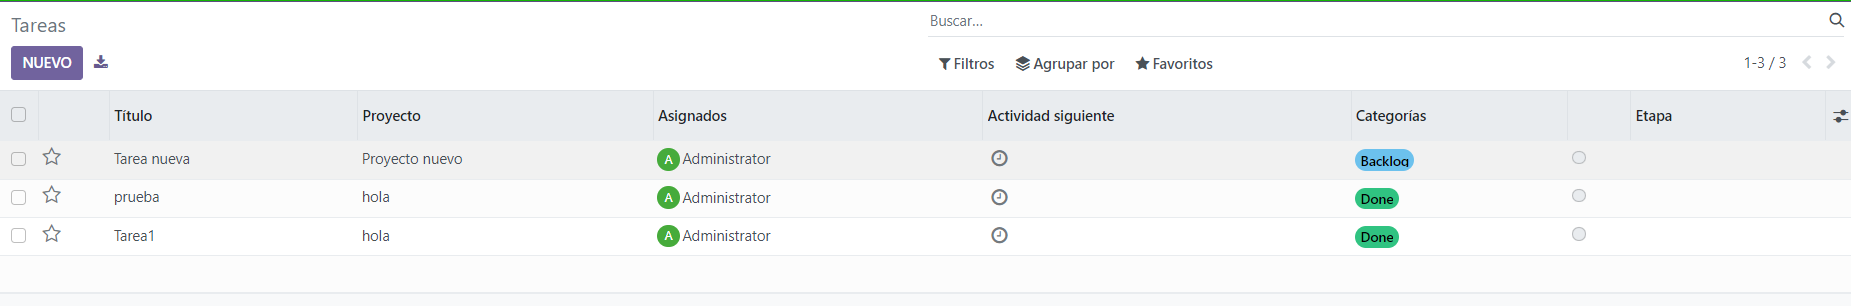 Tareas
Buscar...
NUEVO
Filtros Agrupar por Favoritos 1-3 / 3
Título Proyecto Asignados Actividad siguiente Categorías Etapa
Tarea nueva Proyecto nuevo A Administrator Backlog
prueba hola A Administrator Done
Tarea1 hola A Administrator Done